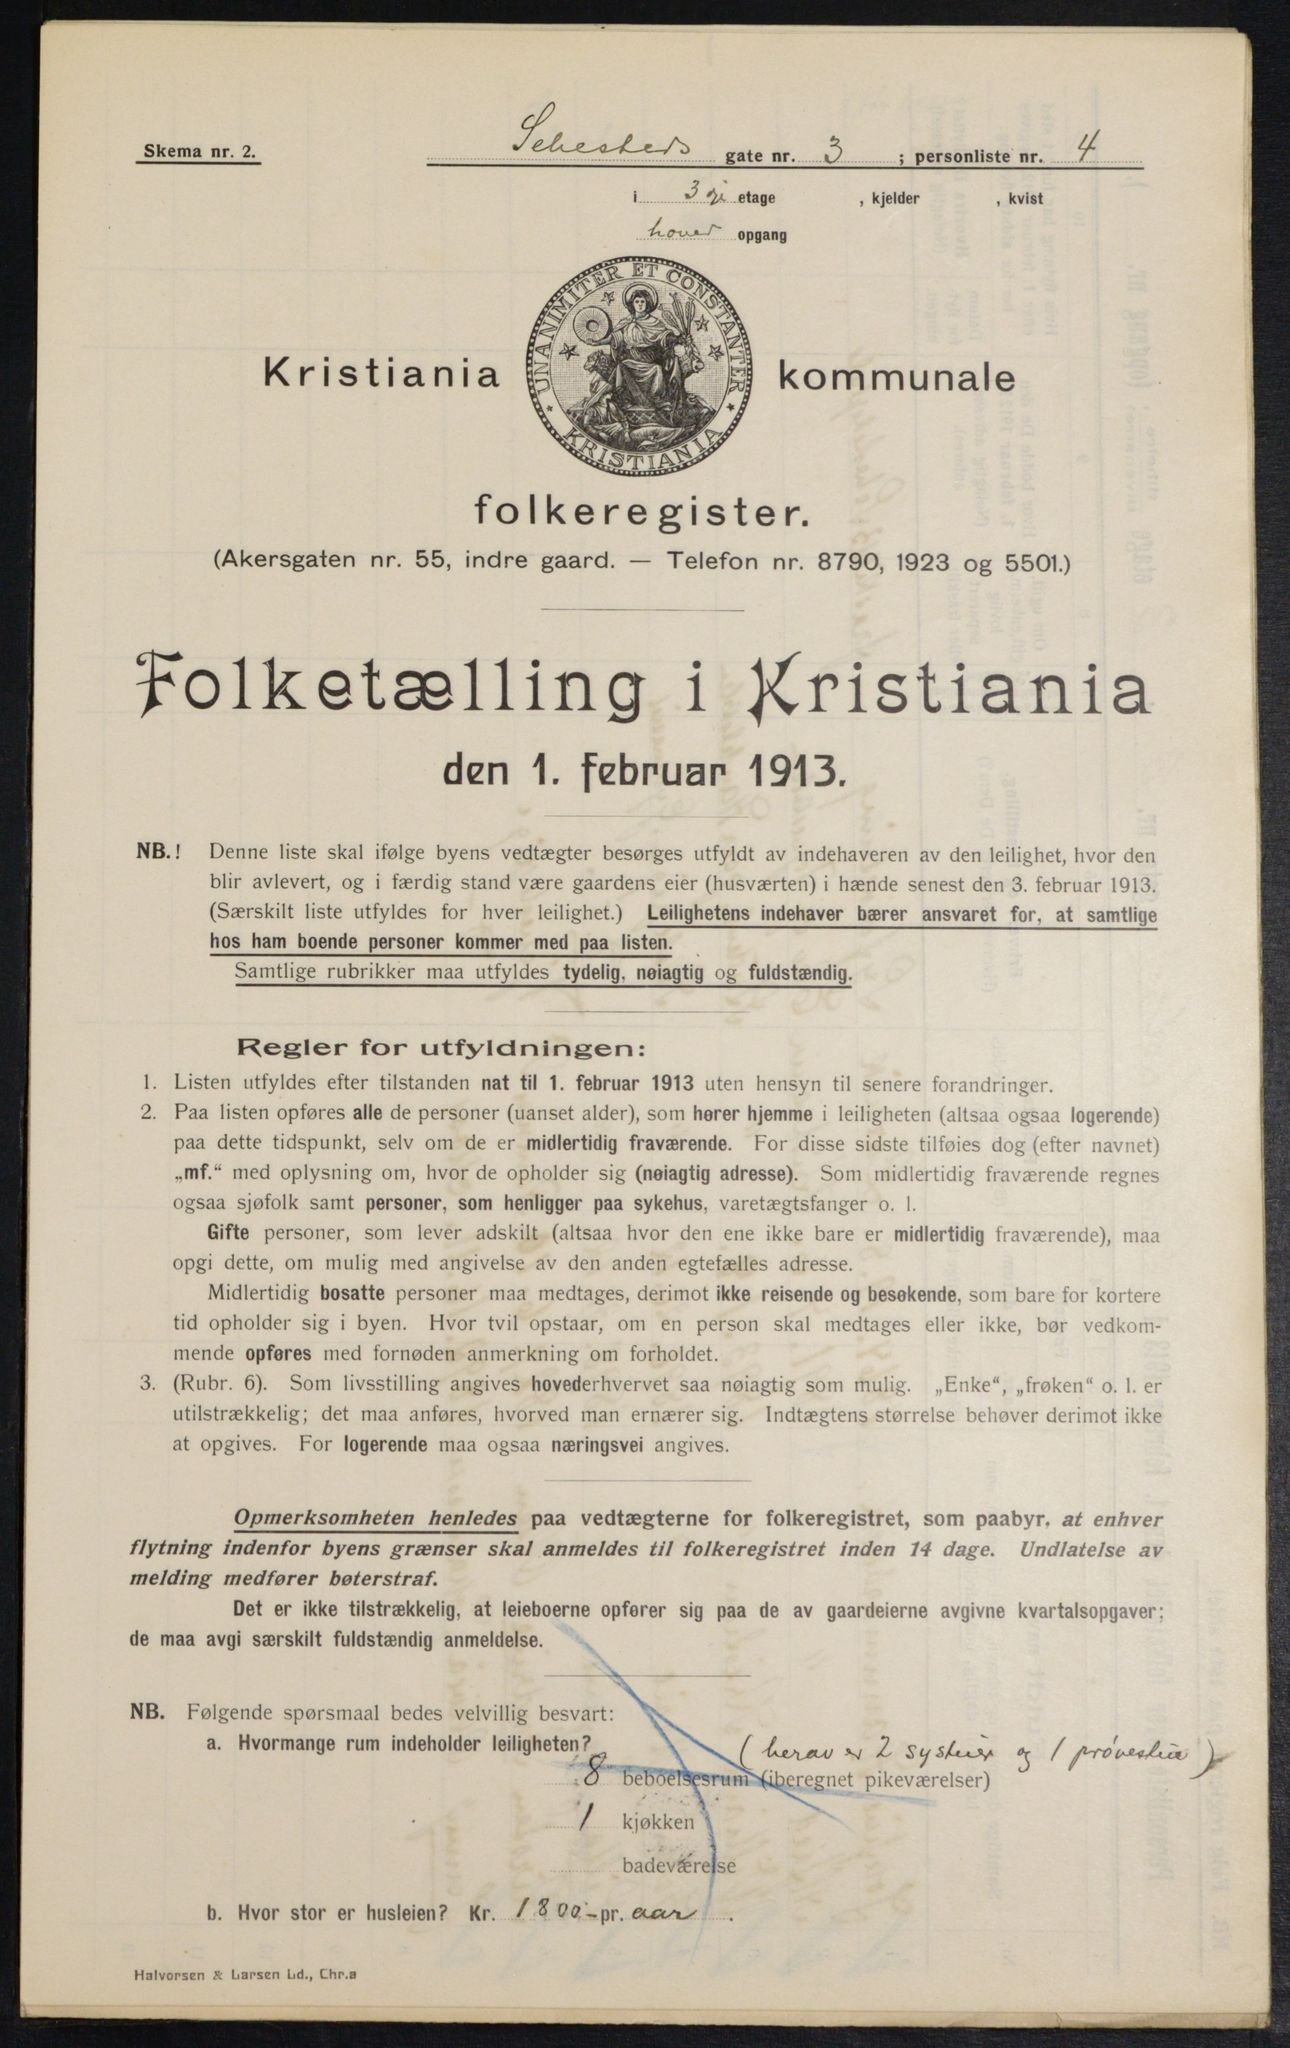 Skema nr. 2.
Sehesteds gate nr. 3 ; personliste nr. 4
i 3dje etage , kjelder , kvist
hoved opgang
UNANIMITER ET CONSTANTER
KRISTIANIA
Kristiania kommunale
folkeregister.
(Akersgaten nr. 55, indre gaard. — Telefon nr. 8790, 1923 og 5501.)
Folketælling i Kristiania
den 1. februar 1913.
NB.! Denne liste skal ifølge byens vedtægter besørges utfyldt av indehaveren av den leilighet, hvor den
blir avlevert, og i færdig stand være gaardens eier (husværten) i hænde senest den 3. februar 1913.
(Særskilt liste utfyldes for hver leilighet.) Leilighetens indehaver bærer ansvaret for, at samtlige
hos ham boende personer kommer med paa listen.
Samtlige rubrikker maa utfyldes tydelig, nøiagtig og fuldstændig.
Regler for utfyldningen:
1. Listen utfyldes efter tilstanden nat til 1. februar 1913 uten hensyn til senere forandringer.
2. Paa listen opføres alle de personer (uanset alder), som hører hjemme i leiligheten (altsaa ogsaa logerende)
paa dette tidspunkt, selv om de er midlertidig fraværende. For disse sidste tilføies dog (efter navnet)
„mf.“ med oplysning om, hvor de opholder sig (nøiagtig adresse). Som midlertidig fraværende regnes
ogsaa sjøfolk samt personer, som henligger paa sykehus, varetægtsfanger o. l.
Gifte personer, som lever adskilt (altsaa hvor den ene ikke bare er midlertidig fraværende), maa
opgi dette, om mulig med angivelse av den anden egtefælles adresse.
Midlertidig bosatte personer maa medtages, derimot ikke reisende og besøkende, som bare for kortere
tid opholder sig i byen. Hvor tvil opstaar, om en person skal medtages eller ikke, bør vedkom-
mende opføres med fornøden anmerkning om forholdet.
3. (Rubr. 6). Som livsstilling angives hovederhvervet saa nøiagtig som mulig. „Enke“, „frøken“ o. l. er
utilstrækkelig; det maa anføres, hvorved man ernærer sig. Indtægtens størrelse behøver derimot ikke
at opgives. For logerende maa ogsaa næringsvei angives.
Opmerksomheten henledes paa vedtægterne for folkeregistret, som paabyr, at enhver
flytning indenfor byens grænser skal anmeldes til folkeregistret inden 14 dage. Undlatelse av
melding medfører bøterstraf.
Det er ikke tilstrækkelig, at leieboerne opfører sig paa de av gaardeierne avgivne kvartalsopgaver;
de maa avgi særskilt fuldstændig anmeldelse.
NB. Følgende spørsmaal bedes velvillig besvart:
a. Hvormange rum indeholder leiligheten?
(herav er 2 systuer og 1 prøvestue)
8 beboelsesrum (iberegnet pikeværelser)
1 kjøkken
badeværelse
b. Hvor stor er husleien? Kr. 1800.- pr. aar.
Halvorsen & Larsen Ld., Chr.a